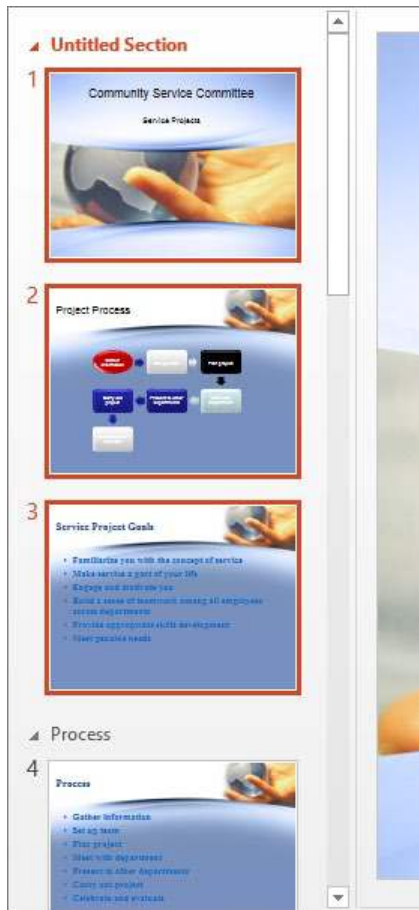 Untitled Section
1
Community Service Committee
Service Projects
2
Project Process
Plan project
3
Service Project Goals
• Familiarize you with the concept of service
• Make service a part of your life
• Engage and motivate you
• Build a sense of teamwork among all employees
across departments
• Provide appropriate skills development
• Meet genuine needs
Process
4
Process
• Gather information
• Set up team
• Plan project
• Meet with department
• Present to other departments
• Carry out project
• Celebrate and evaluate